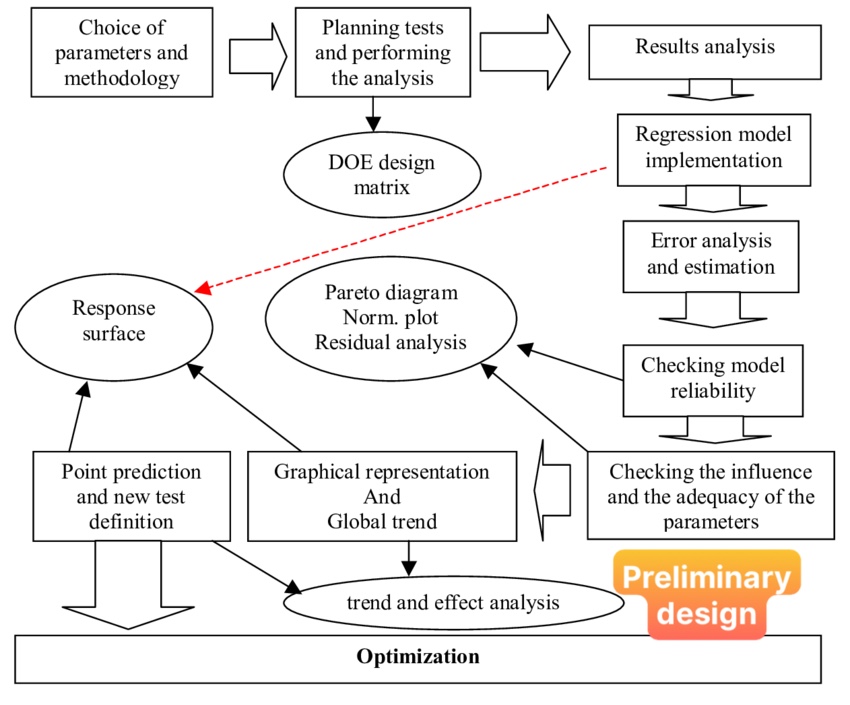 Choice of
parameters and
methodology
Planning tests
and performing
the analysis
Results analysis
Regression model
implementation
DOE design
matrix
Error analysis
and estimation
Response
surface
Pareto diagram
Norm. plot
Residual analysis
Checking model
reliability
Point prediction
and new test
definition
Graphical representation
And
Global trend
Checking the influence
and the adequacy of the
parameters
trend and effect analysis
Preliminary
design
Optimization